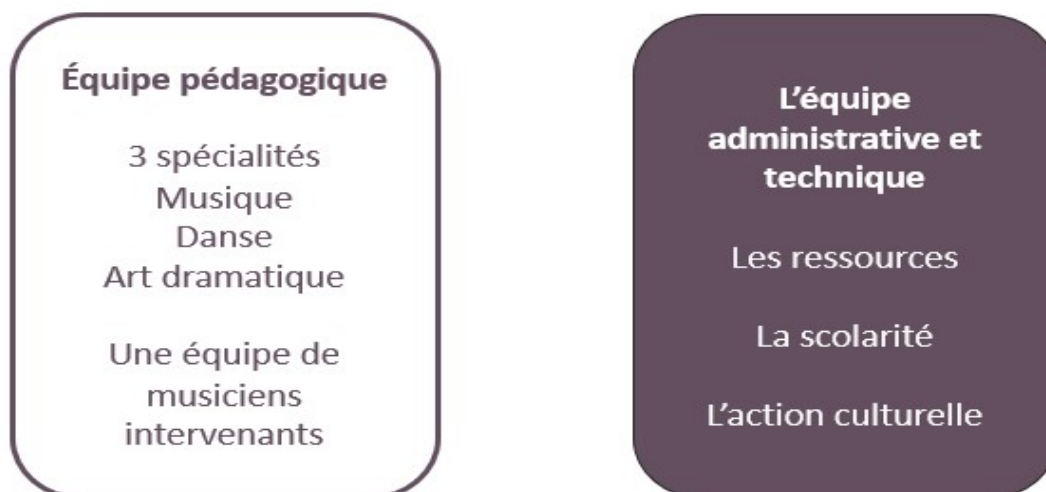 Équipe pédagogique
3 spécialités
Musique
Danse
Art dramatique
Une équipe de
musiciens
intervenants
L’équipe
administrative et
technique
Les ressources
La scolarité
L’action culturelle